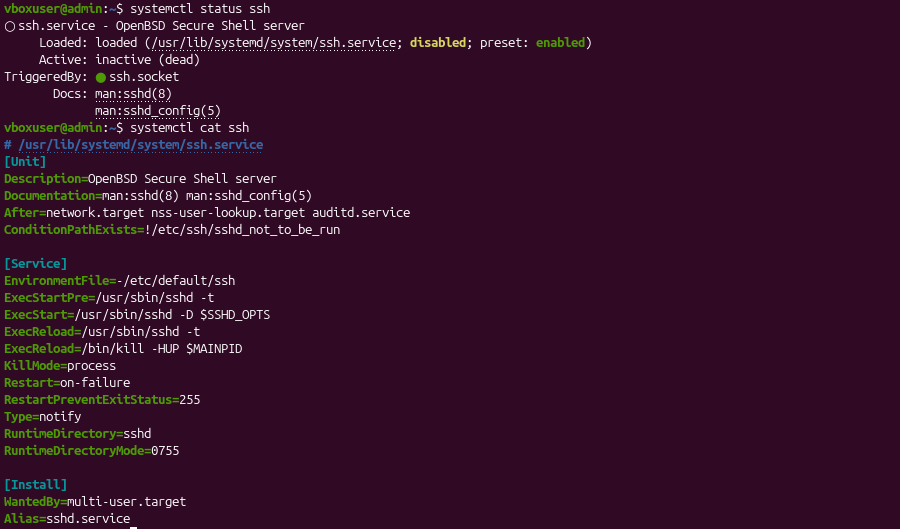 vboxuser@admin:~$ systemctl status ssh
○ ssh.service - OpenBSD Secure Shell server
     Loaded: loaded (/usr/lib/systemd/system/ssh.service; disabled; preset: enabled)
     Active: inactive (dead)
TriggeredBy: ● ssh.socket
       Docs: man:sshd(8)
             man:sshd_config(5)
vboxuser@admin:~$ systemctl cat ssh
# /usr/lib/systemd/system/ssh.service
[Unit]
Description=OpenBSD Secure Shell server
Documentation=man:sshd(8) man:sshd_config(5)
After=network.target nss-user-lookup.target auditd.service
ConditionPathExists=!/etc/ssh/sshd_not_to_be_run

[Service]
EnvironmentFile=-/etc/default/ssh
ExecStartPre=/usr/sbin/sshd -t
ExecStart=/usr/sbin/sshd -D $SSHD_OPTS
ExecReload=/usr/sbin/sshd -t
ExecReload=/bin/kill -HUP $MAINPID
KillMode=process
Restart=on-failure
RestartPreventExitStatus=255
Type=notify
RuntimeDirectory=sshd
RuntimeDirectoryMode=0755

[Install]
WantedBy=multi-user.target
Alias=sshd.service